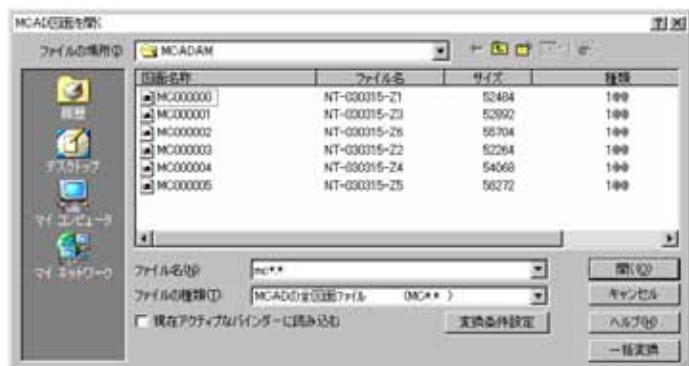 MCAD図面を開く
ファイルの場所(I) MCADAM
図面名称 ファイル名 サイズ 種類
MC000000 NT-030315-Z1 52484
MC000001 NT-030315-Z3 52892
MC000002 NT-030315-Z6 55704
MC000003 NT-030315-Z2 52264
MC000004 NT-030315-Z4 54068
MC000005 NT-030315-Z5 56272
履歴
デスクトップ
マイ コンピュータ
マイ ネットワーク
ファイル名(N) mc*.* 開く(O)
ファイルの種類(T) MCADの全図面ファイル (MC** ) キャンセル
現在アクティブなバインダーに読み込む 変換条件設定 ヘルプ(H)
一括変換